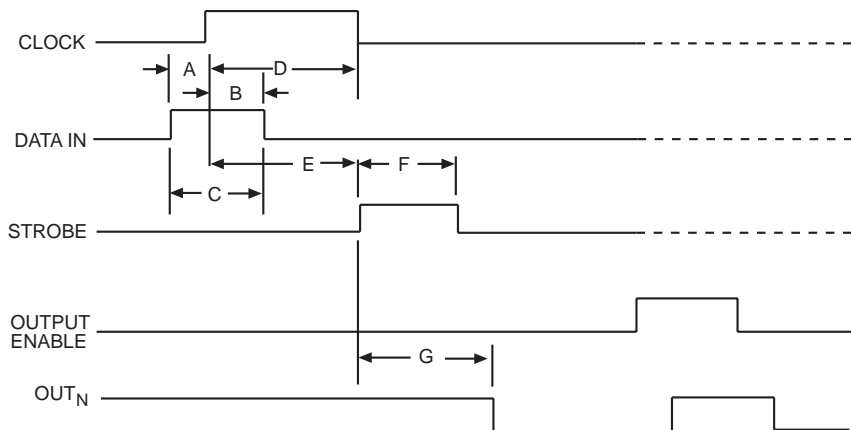 CLOCK
A D
B
DATA IN
E F
C
STROBE
OUTPUT
ENABLE
G
OUTN